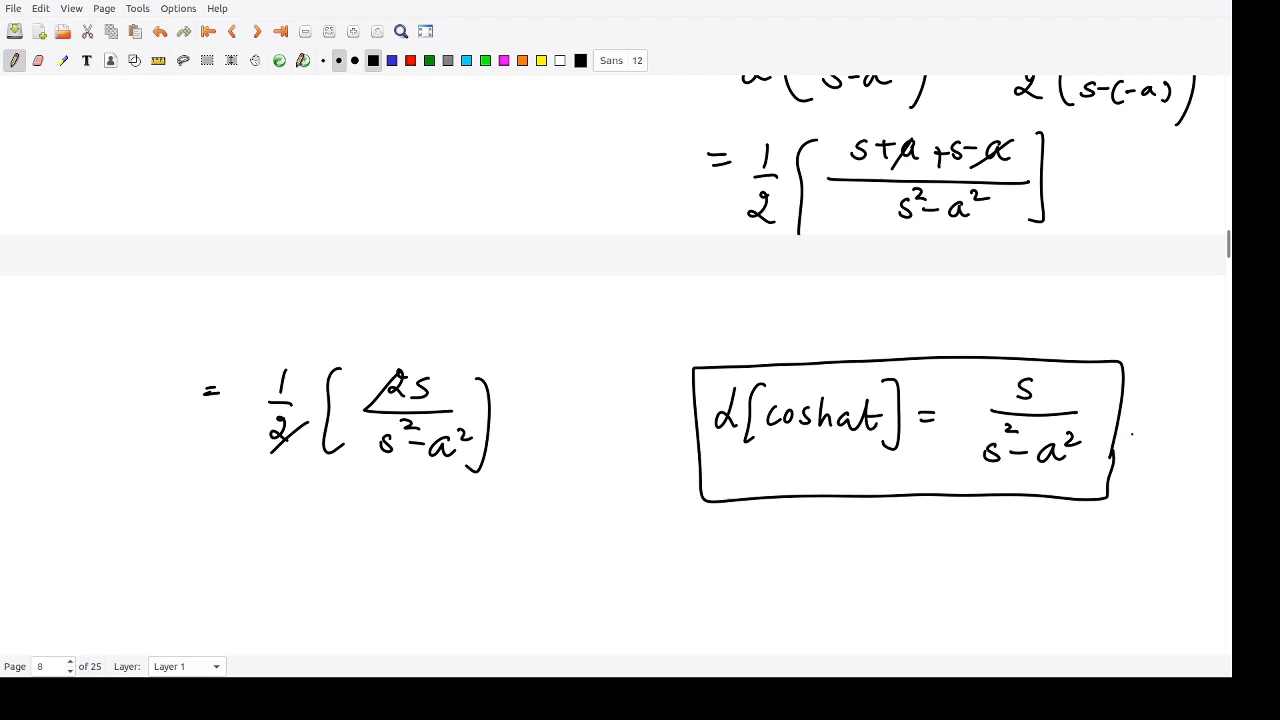 File Edit View Page Tools Options Help
T Sans 12
2 ( s-(-a) )
= 1/2 [ (s+a+s-a)/(s²-a²) ]
= 1/2 [ 2s/(s²-a²) ]
L[coshat] = s/(s²-a²)
Page 8 of 25 Layer: Layer 1